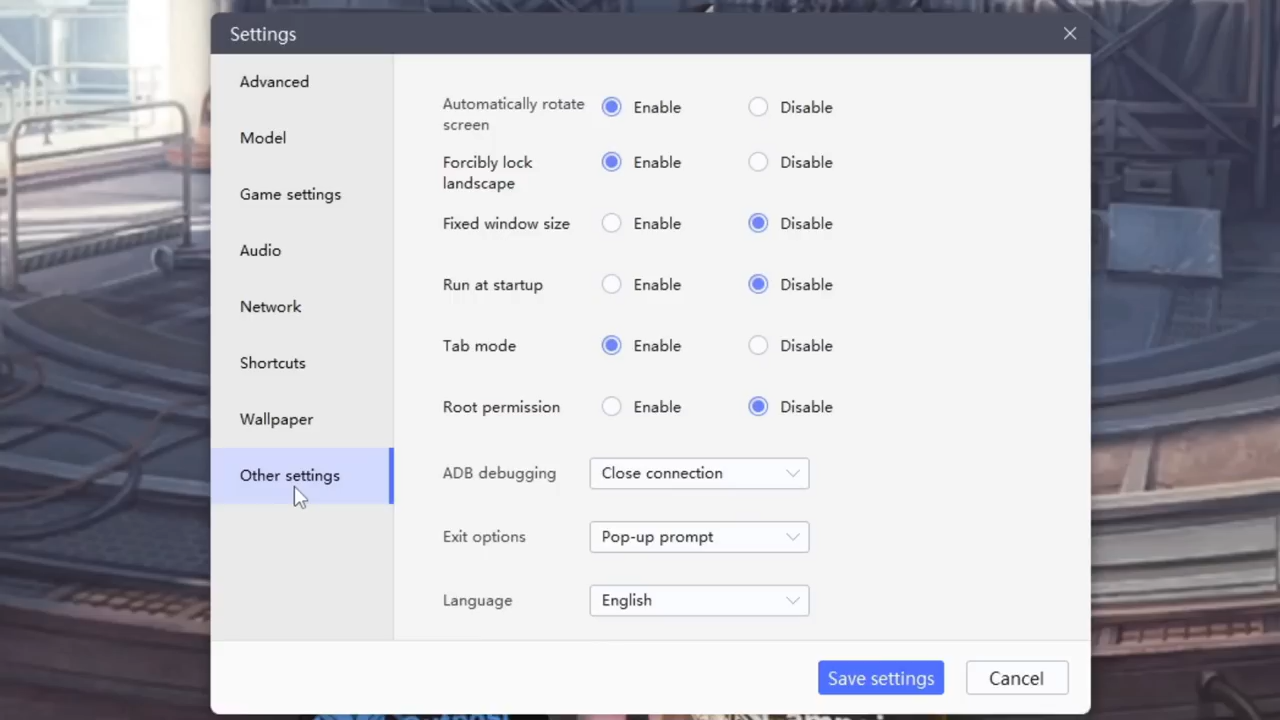 Settings
Advanced
Model
Game settings
Audio
Network
Shortcuts
Wallpaper
Other settings
Automatically rotate
screen
Enable
Disable
Forcibly lock
landscape
Enable
Disable
Fixed window size
Enable
Disable
Run at startup
Enable
Disable
Tab mode
Enable
Disable
Root permission
Enable
Disable
ADB debugging
Close connection
Exit options
Pop-up prompt
Language
English
Save settings
Cancel